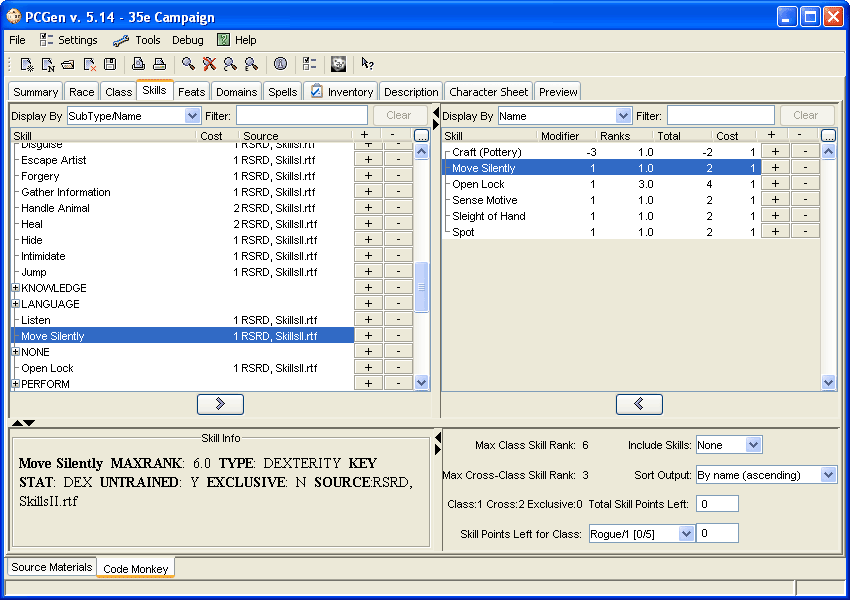 PCGen v. 5.14 - 35e Campaign
File Settings Tools Debug Help
Summary Race Class Skills Feats Domains Spells Inventory Description Character Sheet Preview
Display By SubType/Name Filter: Clear
Skill Cost Source + - ...
Disguise 1 RSRD, SkillsI.rtf + -
Escape Artist 1 RSRD, SkillsI.rtf + -
Forgery 1 RSRD, SkillsI.rtf + -
Gather Information 1 RSRD, SkillsI.rtf + -
Handle Animal 2 RSRD, SkillsI.rtf + -
Heal 2 RSRD, SkillsI.rtf + -
Hide 1 RSRD, SkillsI.rtf + -
Intimidate 1 RSRD, SkillsI.rtf + -
Jump 1 RSRD, SkillsI.rtf + -
KNOWLEDGE + -
LANGUAGE + -
Listen 1 RSRD, SkillsII.rtf + -
Move Silently 1 RSRD, SkillsII.rtf + -
NONE + -
Open Lock 1 RSRD, SkillsII.rtf + -
PERFORM + -
Display By Name Filter: Clear
Skill Modifier Ranks Total Cost + - ...
Craft (Pottery) -3 1.0 -2 1 + -
Move Silently 1 1.0 2 1 + -
Open Lock 1 3.0 4 1 + -
Sense Motive 1 1.0 2 1 + -
Sleight of Hand 1 1.0 2 1 + -
Spot 1 1.0 2 1 + -
Skill Info
Move Silently MAXRANK: 6.0 TYPE: DEXTERITY KEY
STAT: DEX UNTRAINED: Y EXCLUSIVE: N SOURCE:RSRD,
SkillsII.rtf
Max Class Skill Rank: 6 Include Skills: None
Max Cross-Class Skill Rank: 3 Sort Output: By name (ascending)
Class:1 Cross:2 Exclusive:0 Total Skill Points Left: 0
Skill Points Left for Class: Rogue/1 [0/5] 0
Source Materials Code Monkey